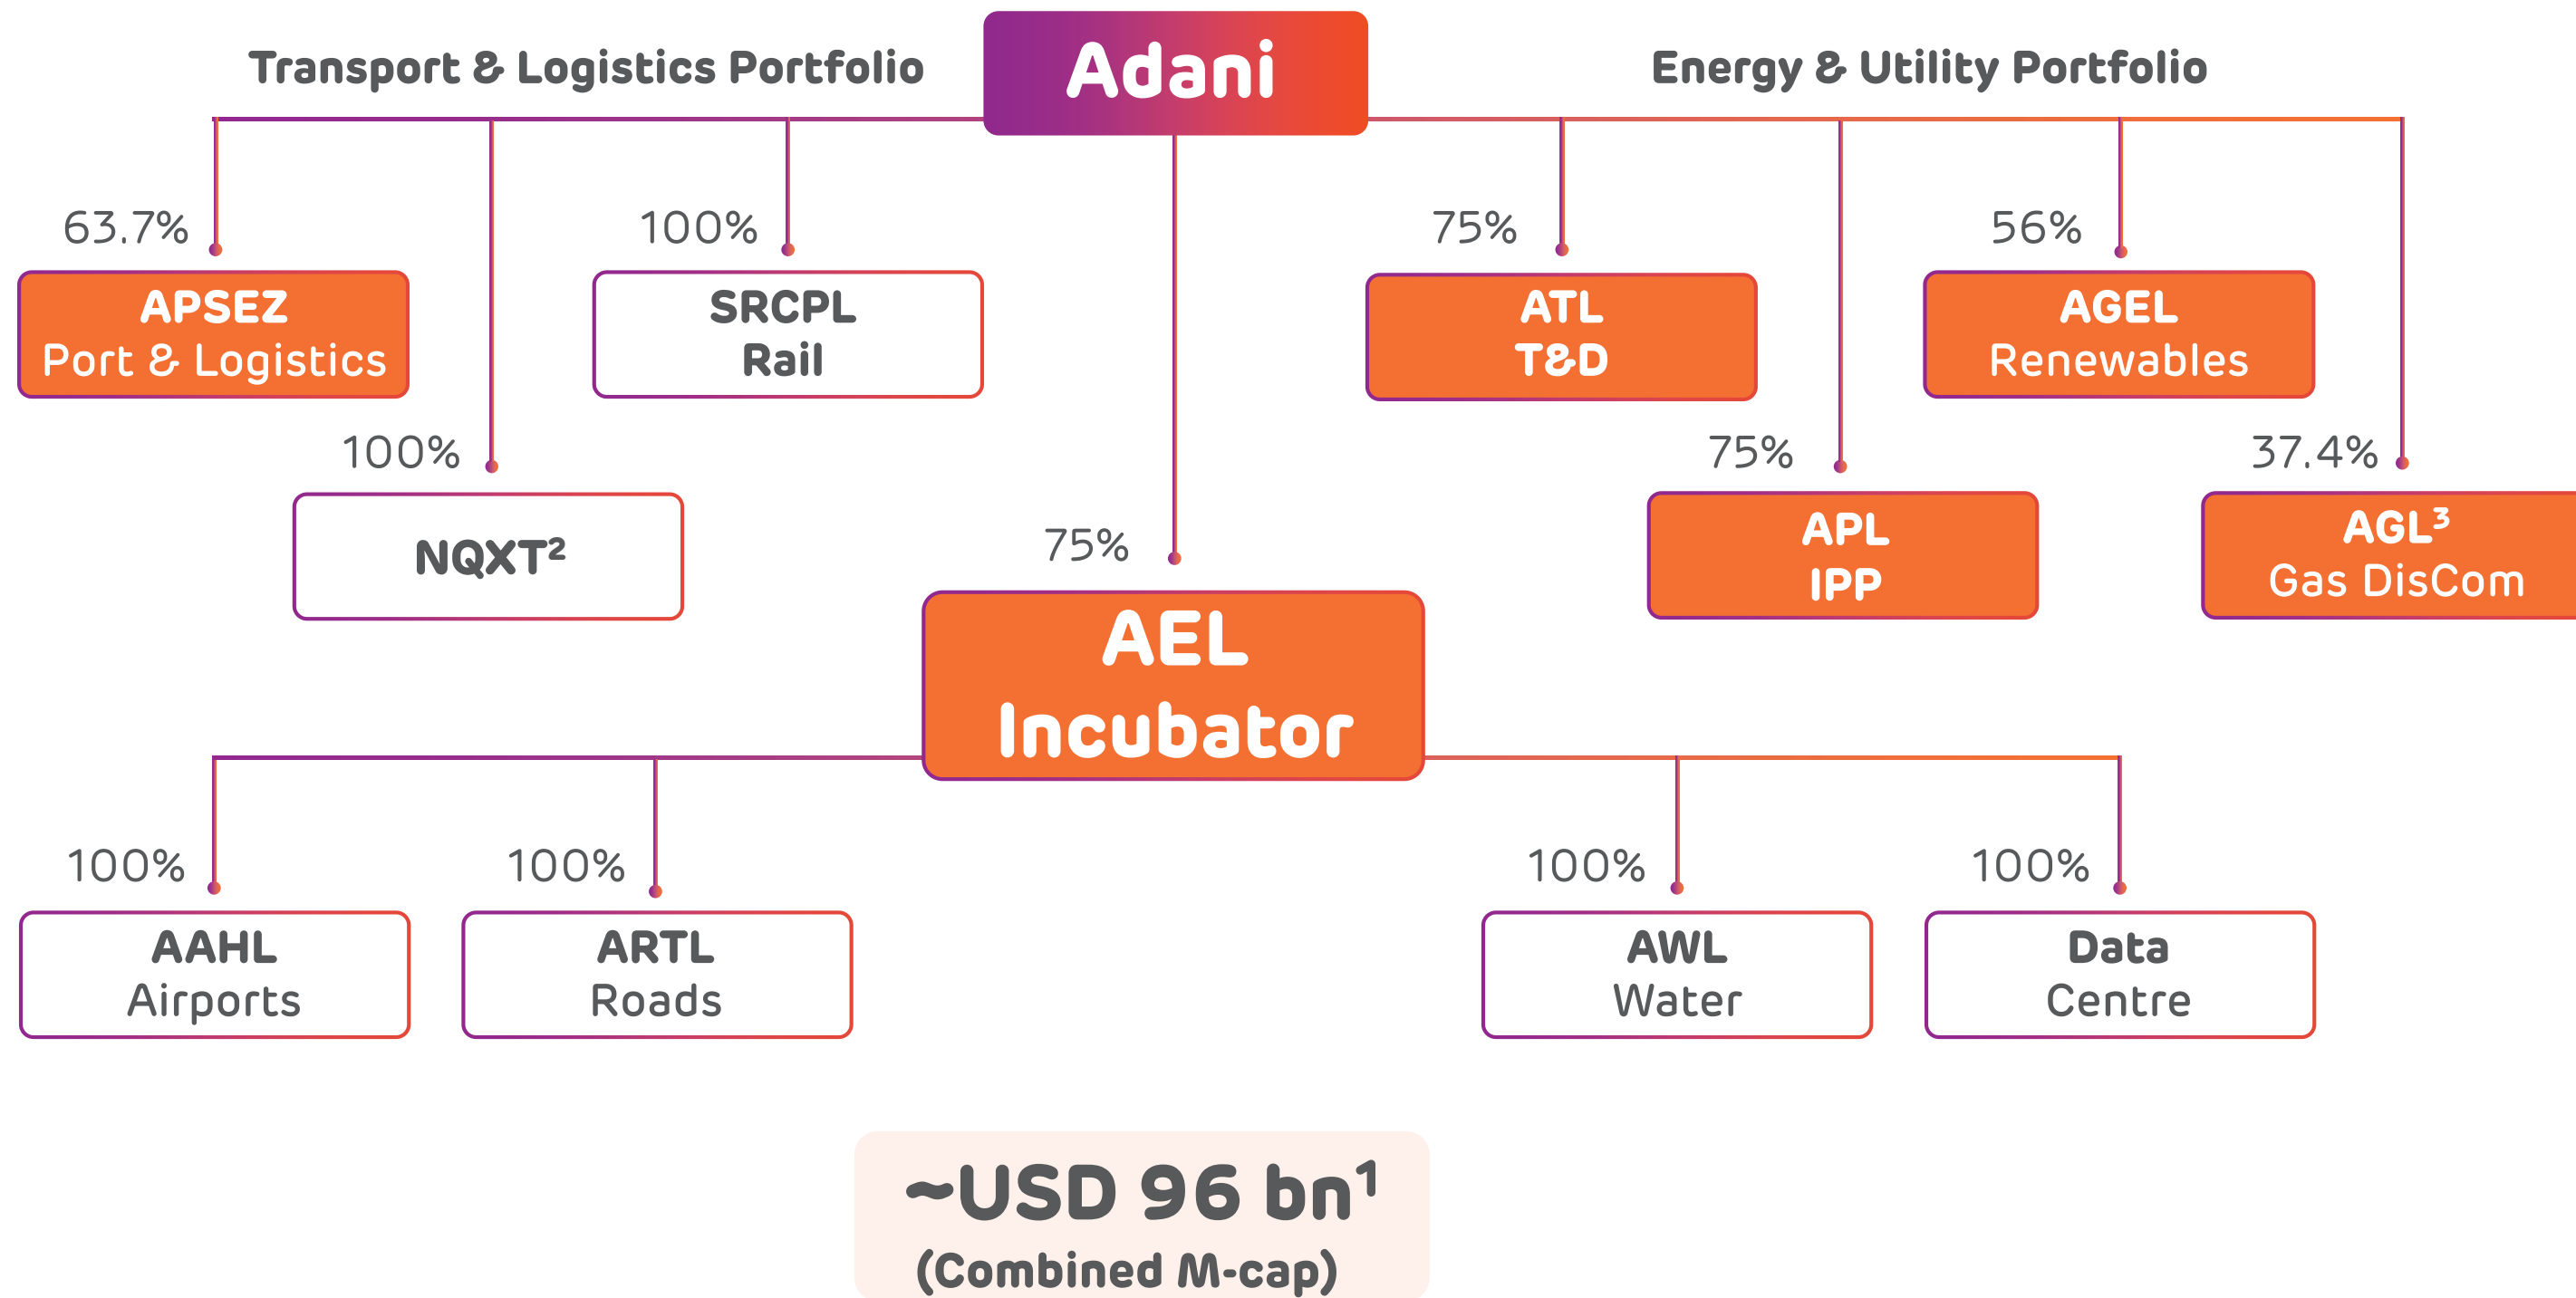 Adani
Transport & Logistics Portfolio
Energy & Utility Portfolio
63.7%
APSEZ
Port & Logistics
100%
NQXT²
100%
SRCPL
Rail
75%
AEL
Incubator
75%
ATL
T&D
75%
APL
IPP
56%
AGEL
Renewables
37.4%
AGL³
Gas DisCom
100%
AAHL
Airports
100%
ARTL
Roads
100%
AWL
Water
100%
Data
Centre
~USD 96 bn¹
(Combined M-cap)